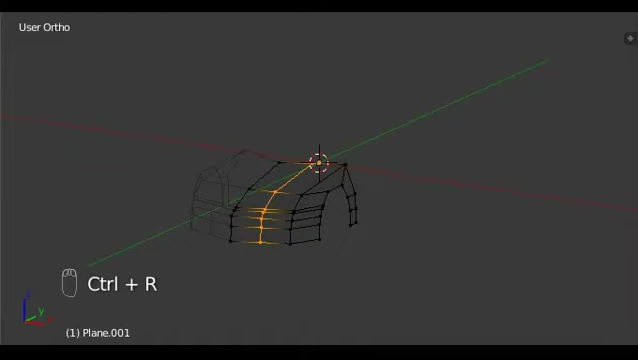 User Ortho
Ctrl + R
z
y
(1) Plane.001